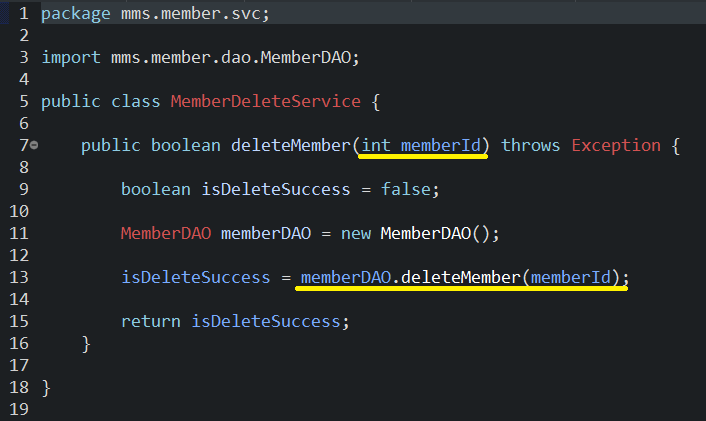 1 package mms.member.svc;
2
3 import mms.member.dao.MemberDAO;
4
5 public class MemberDeleteService {
6
7 public boolean deleteMember(int memberId) throws Exception {
8
9 boolean isDeleteSuccess = false;
10
11 MemberDAO memberDAO = new MemberDAO();
12
13 isDeleteSuccess = memberDAO.deleteMember(memberId);
14
15 return isDeleteSuccess;
16 }
17
18 }
19